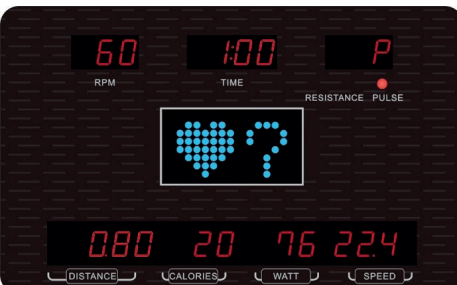 60 1:00 P
RPM TIME
RESISTANCE PULSE
?
0.80 20 76 22.4
DISTANCE CALORIES WATT SPEED